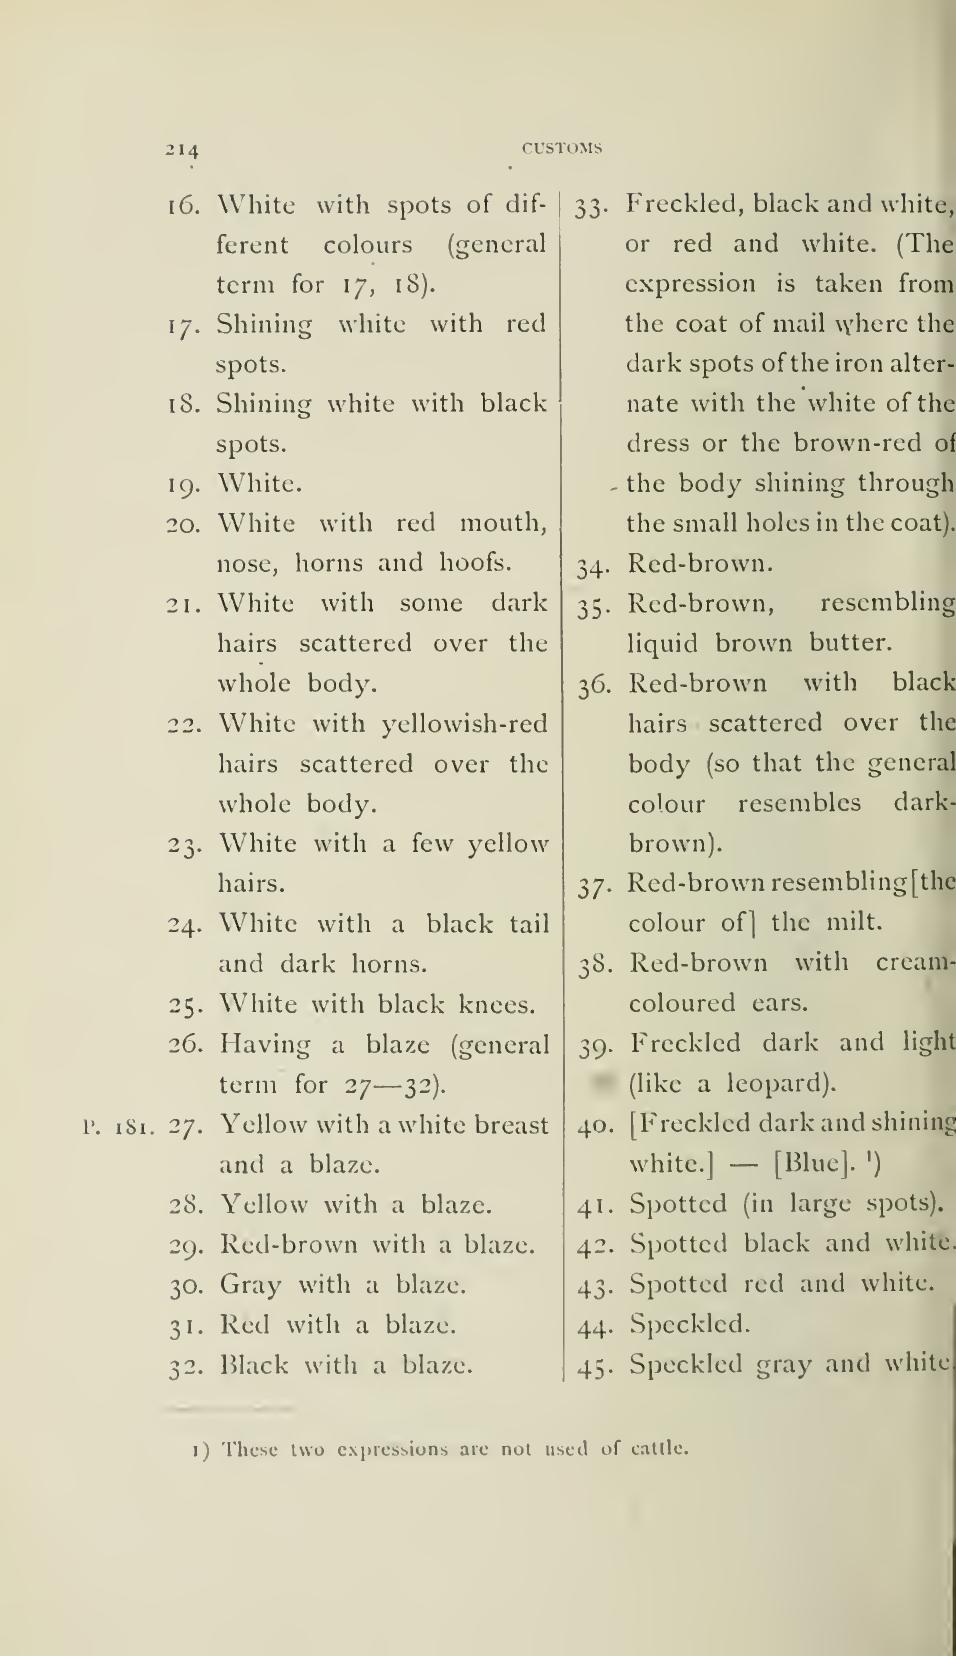 214
CUSTOMS
16. White with spots of dif-
ferent colours (general
term for 17, 18).
17. Shining white with red
spots.
18. Shining white with black
spots.
19. White.
20. White with red mouth,
nose, horns and hoofs.
21. White with some dark
hairs scattered over the
whole body.
22. White with yellowish-red
hairs scattered over the
whole body.
23. White with a few yellow
hairs.
24. White with a black tail
and dark horns.
25. White with black knees.
26. Having a blaze (general
term for 27—32).
P. 181. 27. Yellow with a white breast
and a blaze.
28. Yellow with a blaze.
29. Red-brown with a blaze.
30. Gray with a blaze.
31. Red with a blaze.
32. Black with a blaze.
33. Freckled, black and white,
or red and white. (The
expression is taken from
the coat of mail where the
dark spots of the iron alter-
nate with the white of the
dress or the brown-red of
the body shining through
the small holes in the coat).
34. Red-brown.
35. Red-brown, resembling
liquid brown butter.
36. Red-brown with black
hairs scattered over the
body (so that the general
colour resembles dark-
brown).
37. Red-brown resembling [the
colour of] the milt.
38. Red-brown with cream-
coloured ears.
39. Freckled dark and light
(like a leopard).
40. [Freckled dark and shining
white.] — [Blue]. ¹)
41. Spotted (in large spots).
42. Spotted black and white.
43. Spotted red and white.
44. Speckled.
45. Speckled gray and white.
1) These two expressions are not used of cattle.